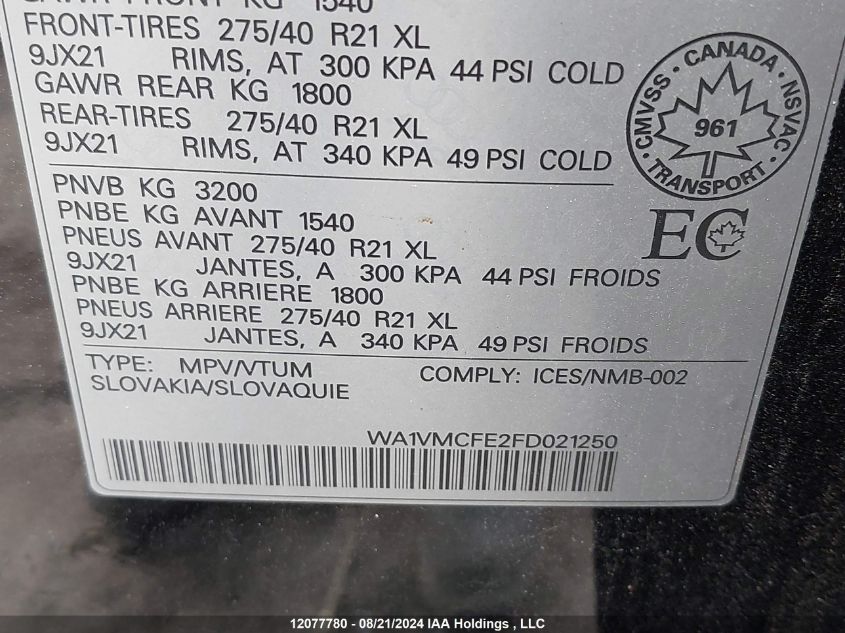 GAWR FRONT KG 1540
FRONT-TIRES 275/40 R21 XL
9JX21 RIMS, AT 300 KPA 44 PSI COLD
GAWR REAR KG 1800
REAR-TIRES 275/40 R21 XL
9JX21 RIMS, AT 340 KPA 49 PSI COLD
CMVSS · CANADA · NSVAC · TRANSPORT ·
961
PNVB KG 3200
PNBE KG AVANT 1540
PNEUS AVANT 275/40 R21 XL
9JX21 JANTES, A 300 KPA 44 PSI FROIDS
PNBE KG ARRIERE 1800
PNEUS ARRIERE 275/40 R21 XL
9JX21 JANTES, A 340 KPA 49 PSI FROIDS
EC
TYPE: MPV/VTUM COMPLY: ICES/NMB-002
SLOVAKIA/SLOVAQUIE
WA1VMCFE2FD021250
12077780 - 08/21/2024 IAA Holdings , LLC